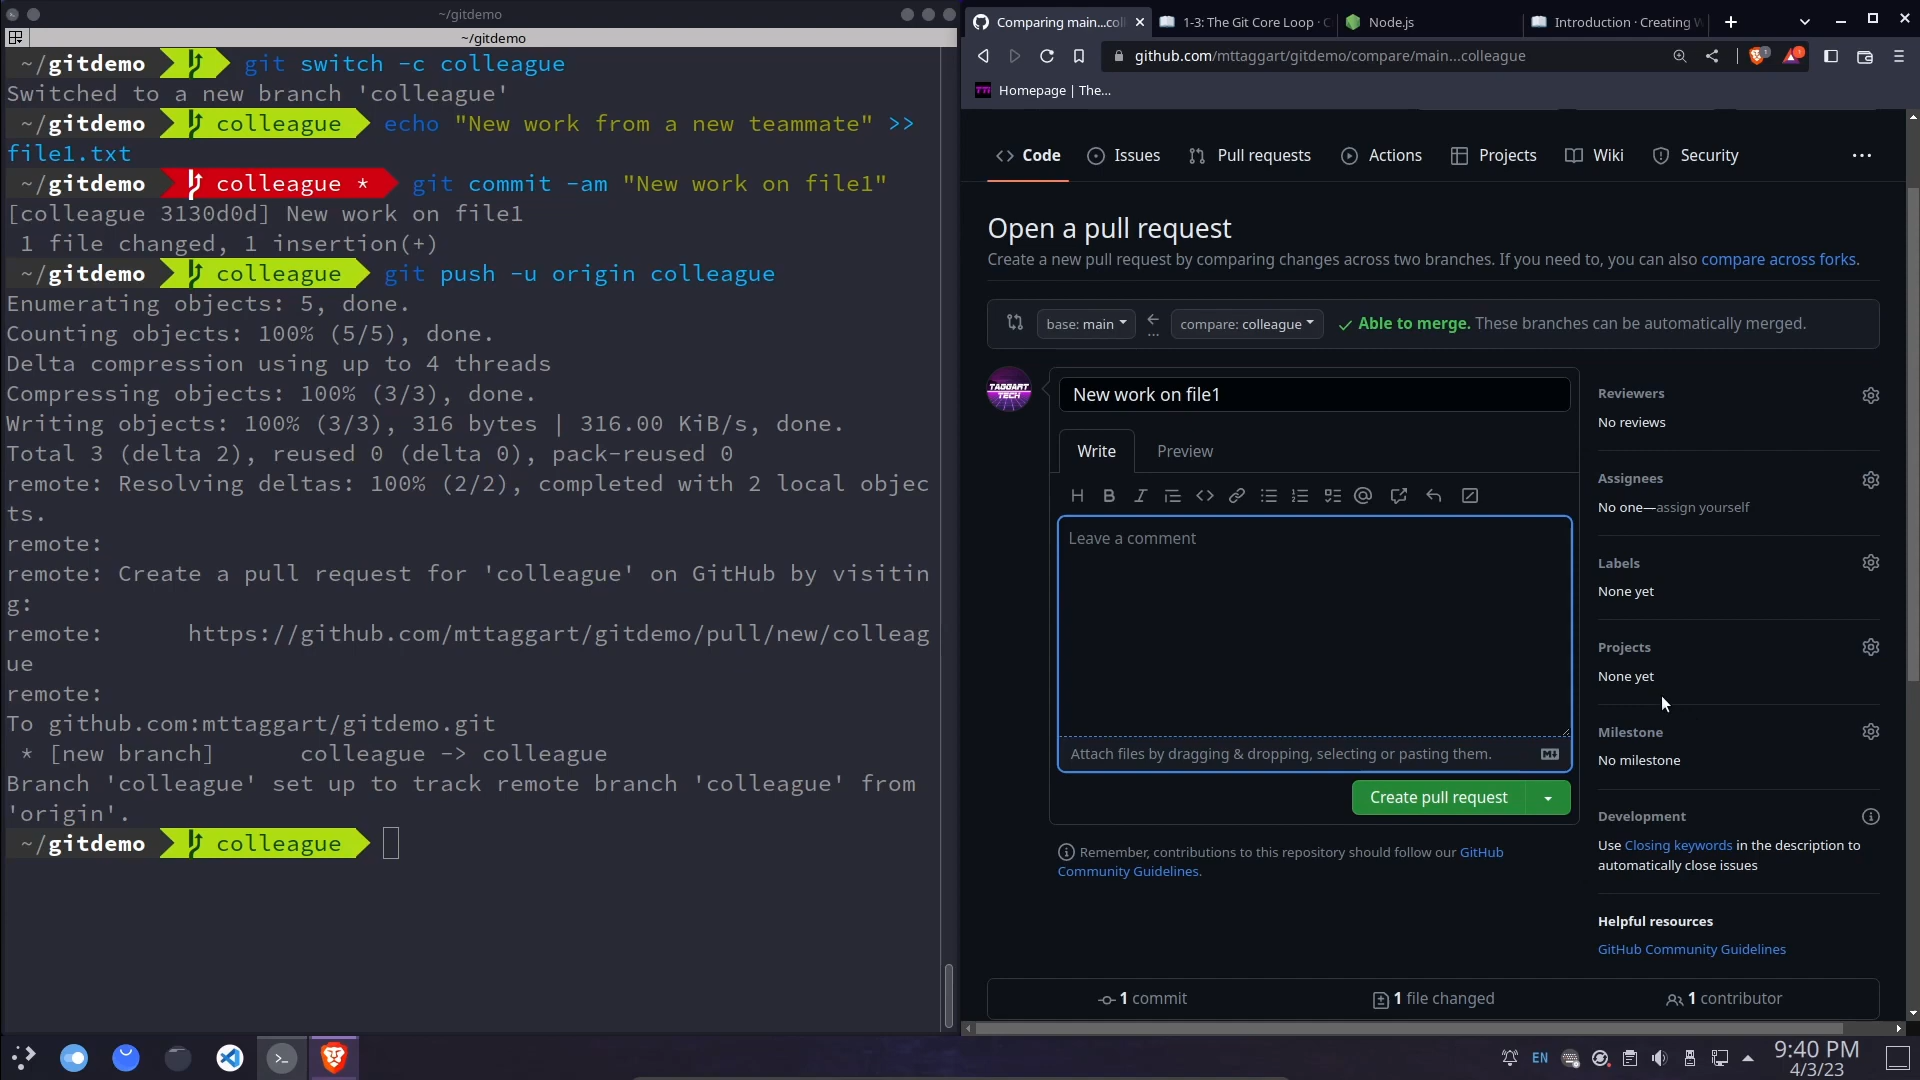 ~/gitdemo
~/gitdemo
~/gitdemo git switch -c colleague
Switched to a new branch 'colleague'
~/gitdemo colleague echo "New work from a new teammate" >>
file1.txt
~/gitdemo colleague * git commit -am "New work on file1"
[colleague 3130d0d] New work on file1
1 file changed, 1 insertion(+)
~/gitdemo colleague git push -u origin colleague
Enumerating objects: 5, done.
Counting objects: 100% (5/5), done.
Delta compression using up to 4 threads
Compressing objects: 100% (3/3), done.
Writing objects: 100% (3/3), 316 bytes | 316.00 KiB/s, done.
Total 3 (delta 2), reused 0 (delta 0), pack-reused 0
remote: Resolving deltas: 100% (2/2), completed with 2 local objec
ts.
remote:
remote: Create a pull request for 'colleague' on GitHub by visitin
g:
remote: https://github.com/mttaggart/gitdemo/pull/new/colleag
ue
remote:
To github.com:mttaggart/gitdemo.git
* [new branch] colleague -> colleague
Branch 'colleague' set up to track remote branch 'colleague' from
'origin'.
~/gitdemo colleague
Comparing main...col
1-3: The Git Core Loop · C
Node.js
Introduction · Creating W
github.com/mttaggart/gitdemo/compare/main...colleague
Homepage | The...
Code Issues Pull requests Actions Projects Wiki Security
Open a pull request
Create a new pull request by comparing changes across two branches. If you need to, you can also compare across forks.
base: main compare: colleague Able to merge. These branches can be automatically merged.
TAGGART
TECH
New work on file1
Write Preview
Leave a comment
Attach files by dragging & dropping, selecting or pasting them.
Create pull request
Remember, contributions to this repository should follow our GitHub
Community Guidelines.
Reviewers
No reviews
Assignees
No one—assign yourself
Labels
None yet
Projects
None yet
Milestone
No milestone
Development
Use Closing keywords in the description to
automatically close issues
Helpful resources
GitHub Community Guidelines
1 commit 1 file changed 1 contributor
EN
9:40 PM
4/3/23